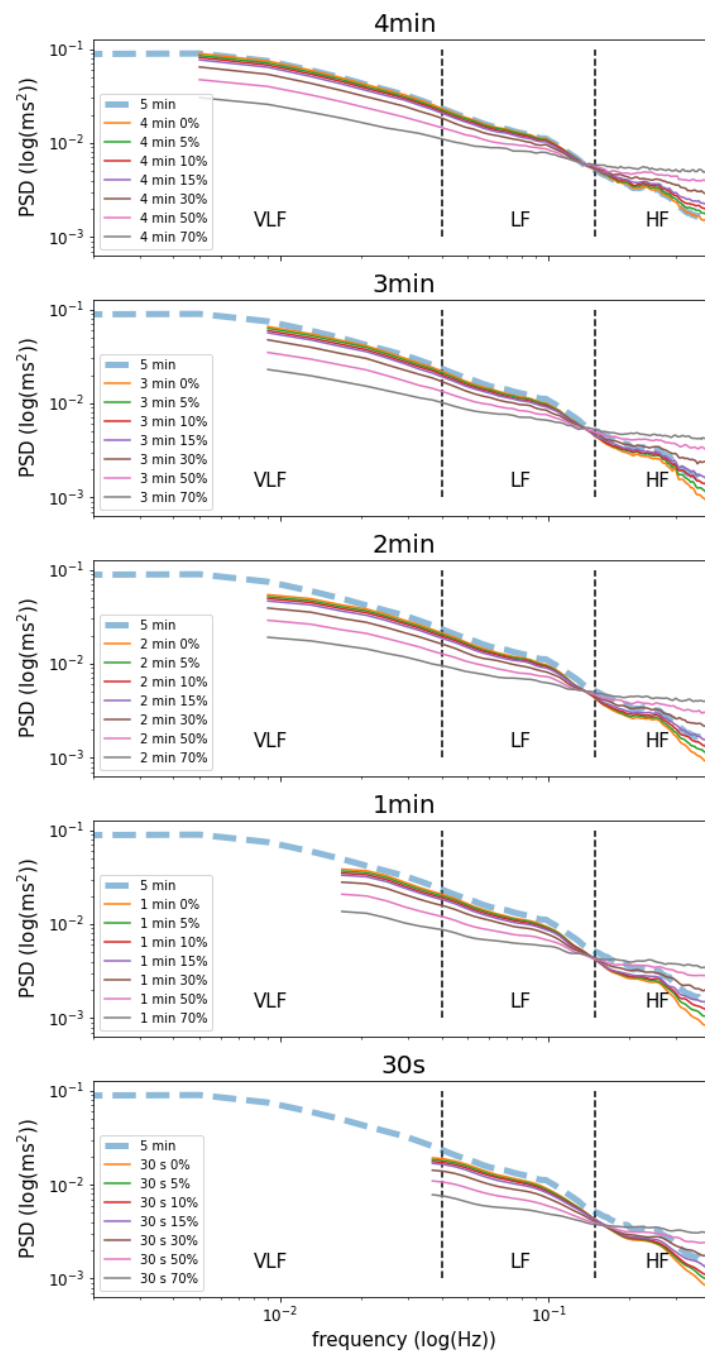 4min
10⁻¹
10⁻²
10⁻³
PSD (log(ms²))
5 min
4 min 0%
4 min 5%
4 min 10%
4 min 15%
4 min 30%
4 min 50%
4 min 70%
VLF
LF
HF
3min
10⁻¹
10⁻²
10⁻³
PSD (log(ms²))
5 min
3 min 0%
3 min 5%
3 min 10%
3 min 15%
3 min 30%
3 min 50%
3 min 70%
VLF
LF
HF
2min
10⁻¹
10⁻²
10⁻³
PSD (log(ms²))
5 min
2 min 0%
2 min 5%
2 min 10%
2 min 15%
2 min 30%
2 min 50%
2 min 70%
VLF
LF
HF
1min
10⁻¹
10⁻²
10⁻³
PSD (log(ms²))
5 min
1 min 0%
1 min 5%
1 min 10%
1 min 15%
1 min 30%
1 min 50%
1 min 70%
VLF
LF
HF
30s
10⁻¹
10⁻²
10⁻³
PSD (log(ms²))
5 min
30 s 0%
30 s 5%
30 s 10%
30 s 15%
30 s 30%
30 s 50%
30 s 70%
VLF
LF
HF
10⁻²
10⁻¹
frequency (log(Hz))